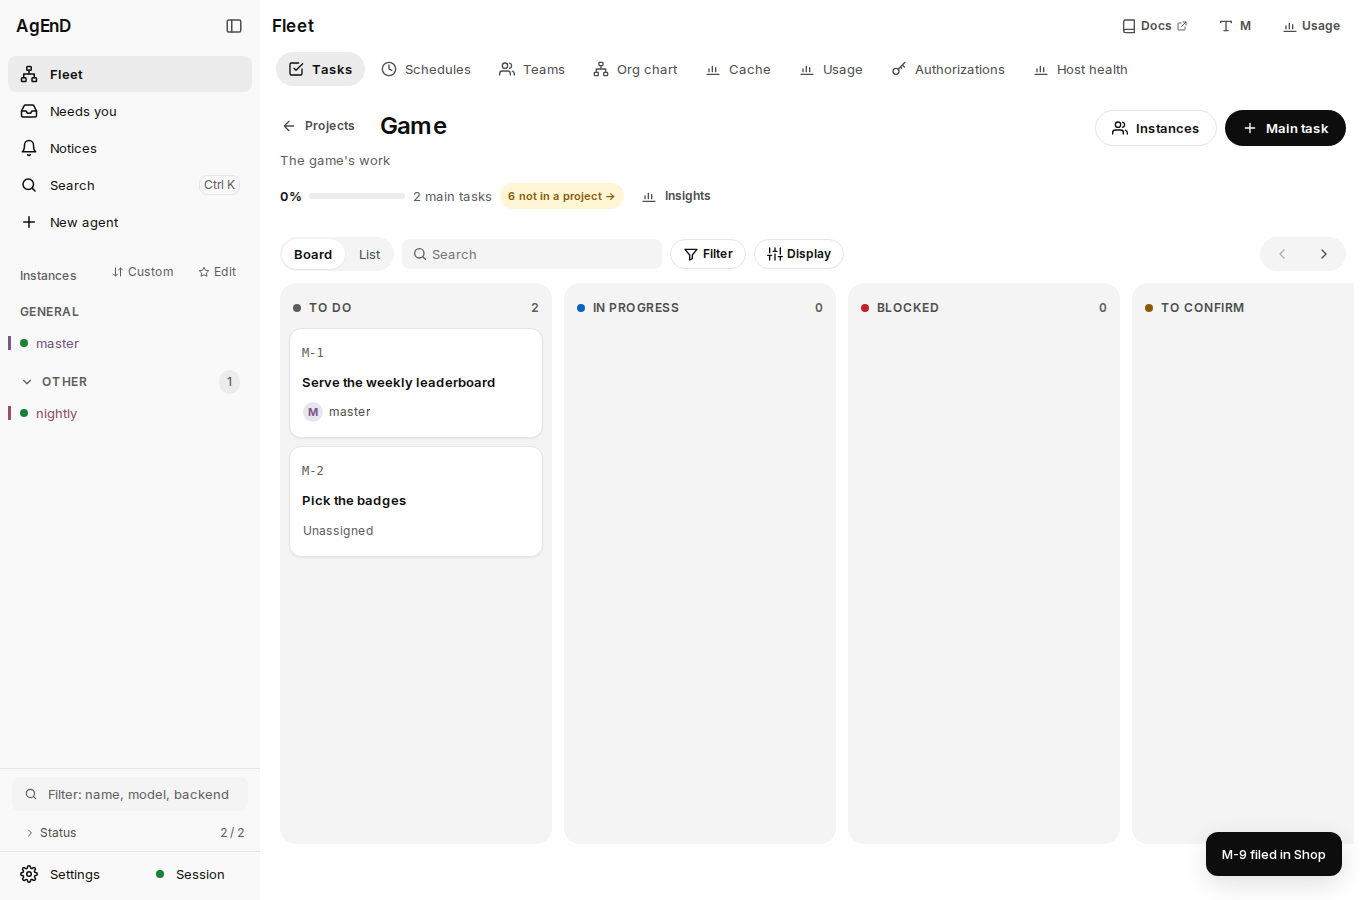 AgEnD
Fleet
Needs you
Notices
Search Ctrl K
New agent
Instances Custom Edit
GENERAL
master
OTHER 1
nightly
Filter: name, model, backend
Status 2 / 2
Settings Session
Fleet
Docs M Usage
Tasks Schedules Teams Org chart Cache Usage Authorizations Host health
Projects Game
Instances Main task
The game's work
0% 2 main tasks 6 not in a project → Insights
Board List Search Filter Display
TO DO 2
M-1
Serve the weekly leaderboard
M master
M-2
Pick the badges
Unassigned
IN PROGRESS 0
BLOCKED 0
TO CONFIRM
M-9 filed in Shop